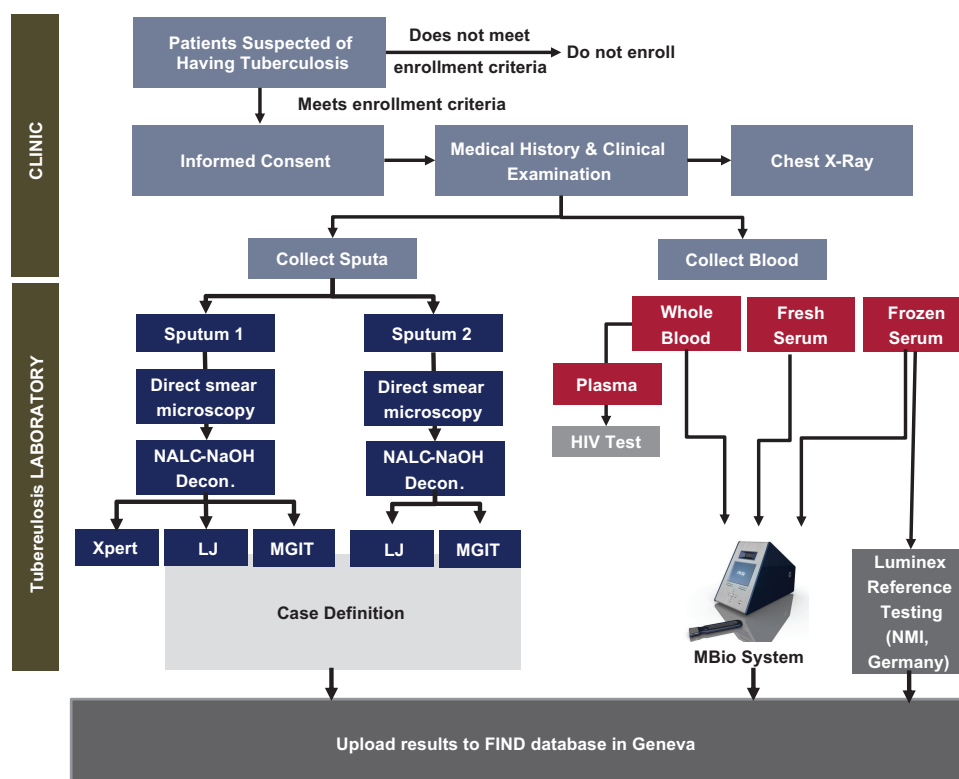 CLINIC
Patients Suspected of
Having Tuberculosis
Does not meet
enrollment criteria
Do not enroll
Meets enrollment criteria
Informed Consent
Medical History & Clinical
Examination
Chest X-Ray
Collect Sputa
Collect Blood
Tubereulosis LABORATORY
Sputum 1
Sputum 2
Whole
Blood
Fresh
Serum
Frozen
Serum
Direct smear
microscopy
Direct smear
microscopy
Plasma
HIV Test
NALC-NaOH
Decon.
NALC-NaOH
Decon.
Xpert
LJ
MGIT
LJ
MGIT
Case Definition
MBio System
Luminex
Reference
Testing
(NMI,
Germany)
Upload results to FIND database in Geneva